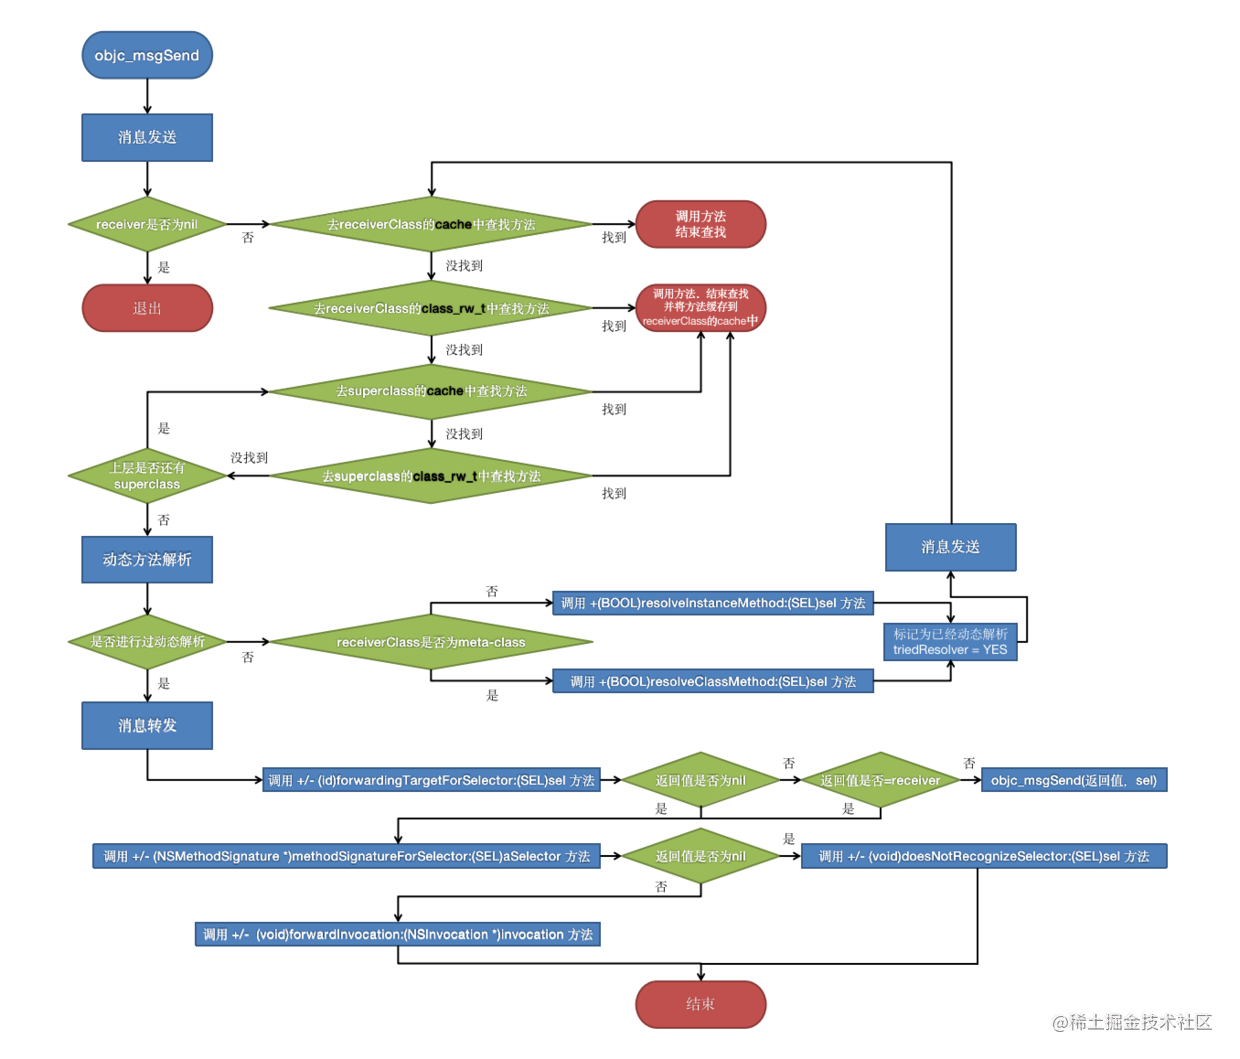 objc_msgSend
消息发送
receiver是否为nil
否
是
退出
去receiverClass的cache中查找方法
找到
调用方法
结束查找
没找到
去receiverClass的class_rw_t中查找方法
找到
调用方法,结束查找
并将方法缓存到
receiverClass的cache中
没找到
去superclass的cache中查找方法
找到
没找到
去superclass的class_rw_t中查找方法
找到
没找到
上层是否还有
superclass
是
否
动态方法解析
是否进行过动态解析
否
是
receiverClass是否为meta-class
否
调用 +(BOOL)resolveInstanceMethod:(SEL)sel 方法
是
调用 +(BOOL)resolveClassMethod:(SEL)sel 方法
标记为已经动态解析
triedResolver = YES
消息发送
消息转发
调用 +/- (id)forwardingTargetForSelector:(SEL)sel 方法
返回值是否为nil
否
是
返回值是否=receiver
否
是
objc_msgSend(返回值, sel)
调用 +/- (NSMethodSignature *)methodSignatureForSelector:(SEL)aSelector 方法
返回值是否为nil
是
否
调用 +/- (void)doesNotRecognizeSelector:(SEL)sel 方法
调用 +/- (void)forwardInvocation:(NSInvocation *)invocation 方法
结束
@稀土掘金技术社区